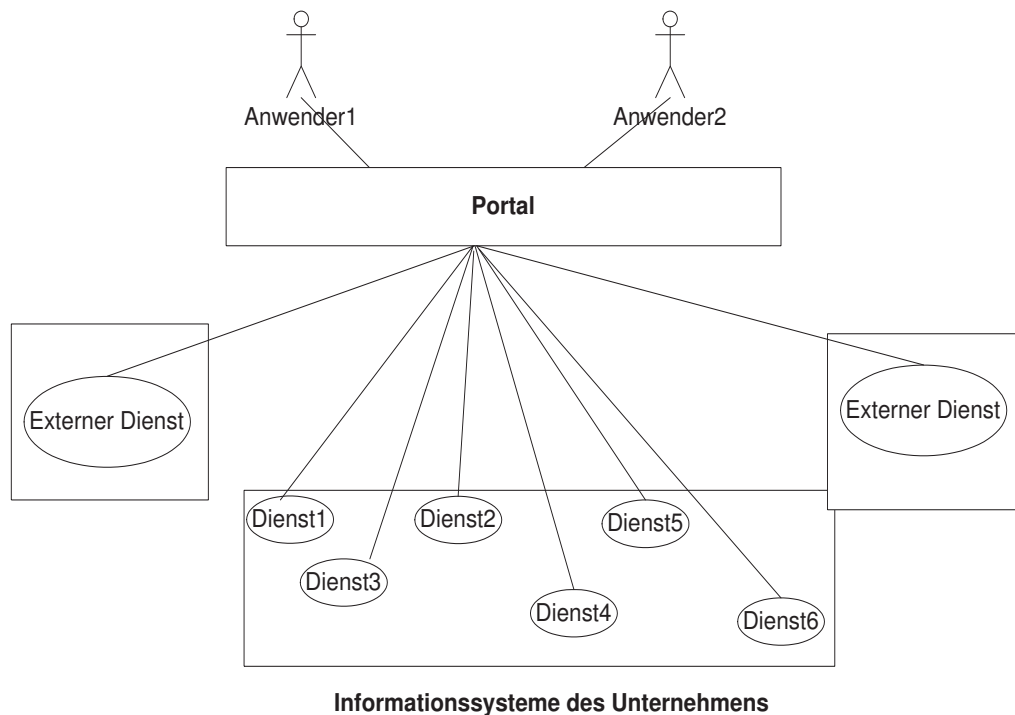 Anwender1
Anwender2
Portal
Externer Dienst
Externer Dienst
Dienst1
Dienst2
Dienst5
Dienst3
Dienst4
Dienst6
Informationssysteme des Unternehmens